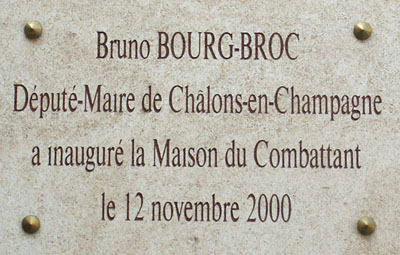 Bruno BOURG-BROC
Député-Maire de Châlons-en-Champagne
a inauguré la Maison du Combattant
le 12 novembre 2000